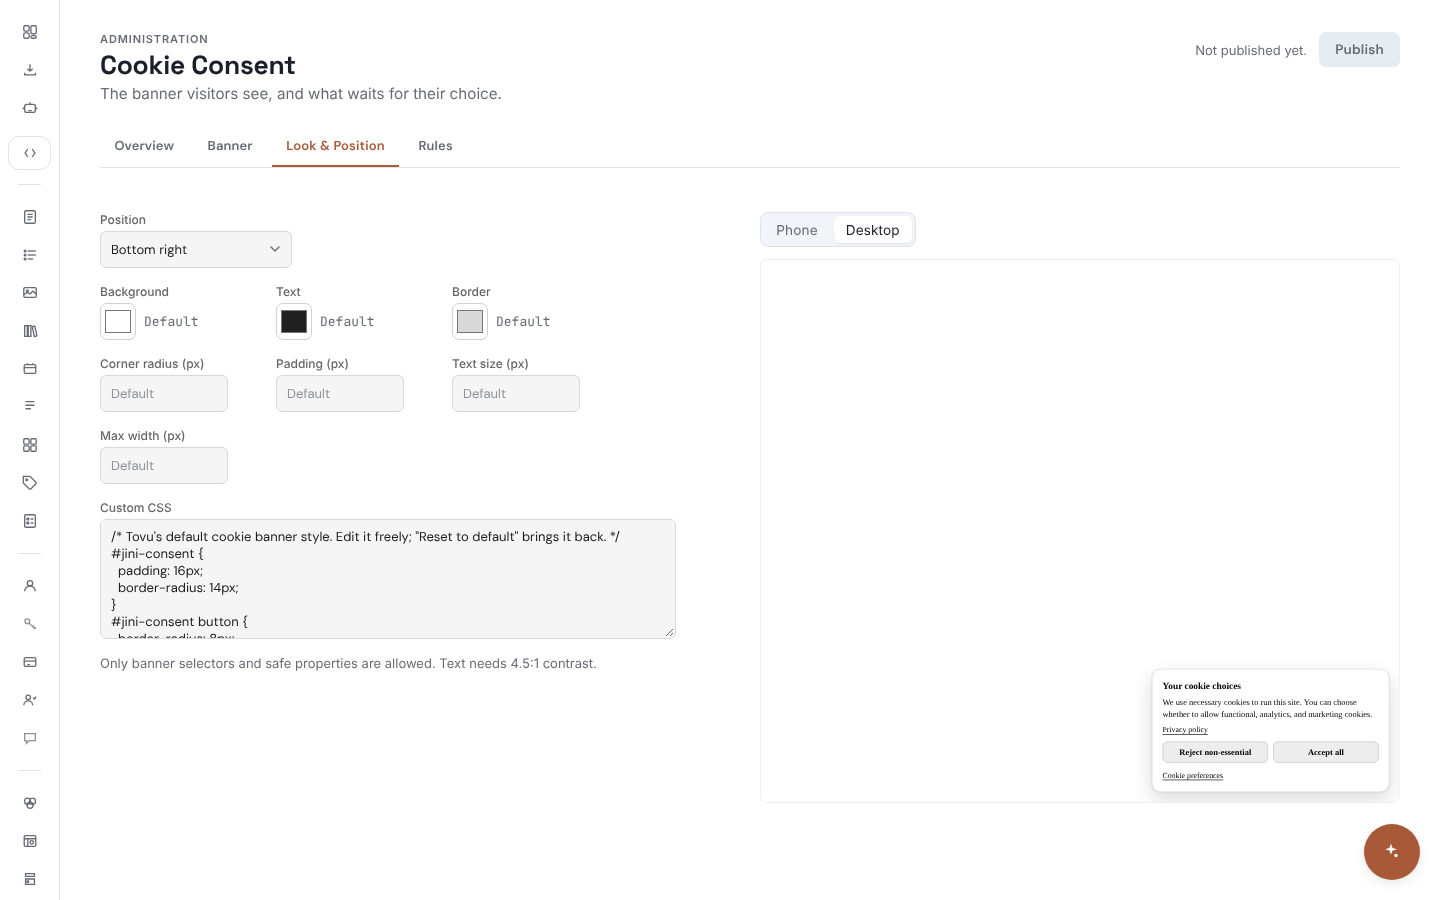 ADMINISTRATION
Cookie Consent
The banner visitors see, and what waits for their choice.
Not published yet.
Publish
Overview
Banner
Look & Position
Rules
Position
Bottom right
Background
Text
Border
Default
Default
Default
Corner radius (px)
Padding (px)
Text size (px)
Default
Default
Default
Max width (px)
Default
Custom CSS
/* Tovu's default cookie banner style. Edit it freely; "Reset to default" brings it back. */
#jini-consent {
padding: 16px;
border-radius: 14px;
}
#jini-consent button {
border-radius: 8px;
Only banner selectors and safe properties are allowed. Text needs 4.5:1 contrast.
Phone
Desktop
Your cookie choices
We use necessary cookies to run this site. You can choose
whether to allow functional, analytics, and marketing cookies.
Privacy policy
Reject non-essential
Accept all
Cookie preferences